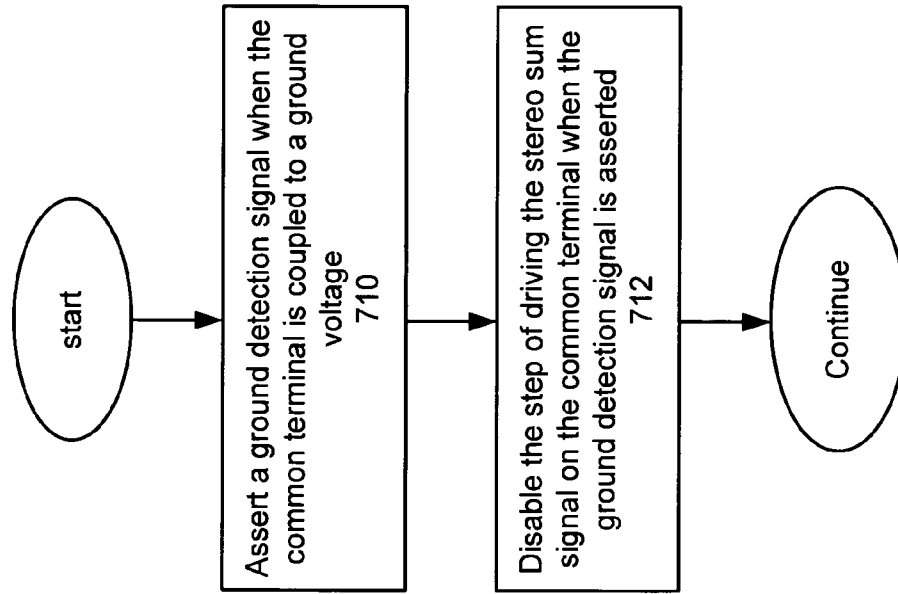 start
Assert a ground detection signal when the
common terminal is coupled to a ground
voltage
710
Disable the step of driving the stereo sum
signal on the common terminal when the
ground detection signal is asserted
712
Continue